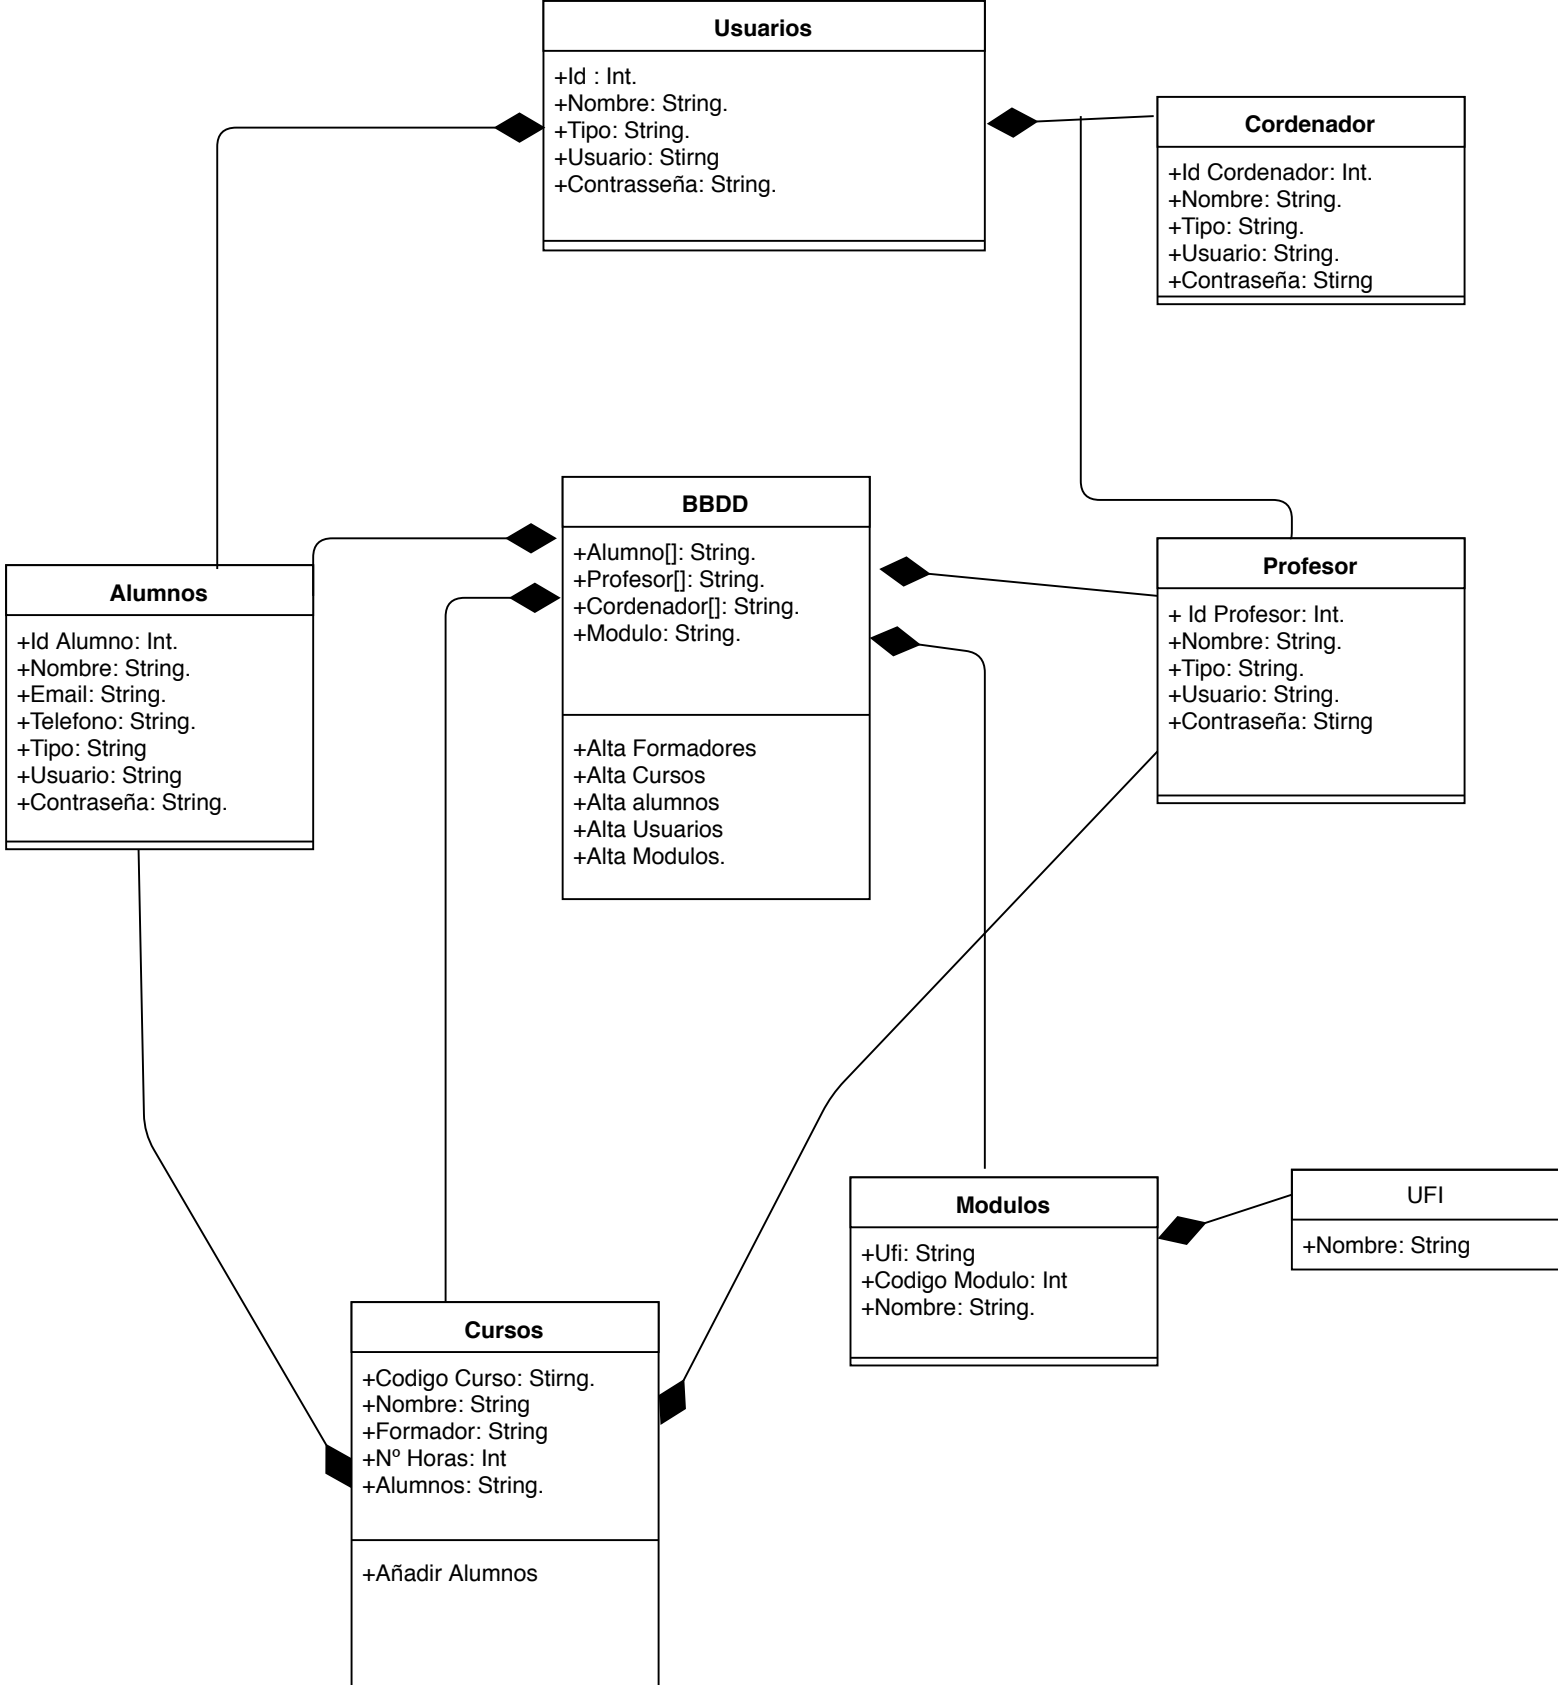 Usuarios
+Id : Int.
+Nombre: String.
+Tipo: String.
+Usuario: Stirng
+Contrasseña: String.
Cordenador
+Id Cordenador: Int.
+Nombre: String.
+Tipo: String.
+Usuario: String.
+Contraseña: Stirng
BBDD
+Alumno[]: String.
+Profesor[]: String.
+Cordenador[]: String.
+Modulo: String.
+Alta Formadores
+Alta Cursos
+Alta alumnos
+Alta Usuarios
+Alta Modulos.
Profesor
+ Id Profesor: Int.
+Nombre: String.
+Tipo: String.
+Usuario: String.
+Contraseña: Stirng
Alumnos
+Id Alumno: Int.
+Nombre: String.
+Email: String.
+Telefono: String.
+Tipo: String
+Usuario: String
+Contraseña: String.
Modulos
+Ufi: String
+Codigo Modulo: Int
+Nombre: String.
UFI
+Nombre: String
Cursos
+Codigo Curso: Stirng.
+Nombre: String
+Formador: String
+Nº Horas: Int
+Alumnos: String.
+Añadir Alumnos